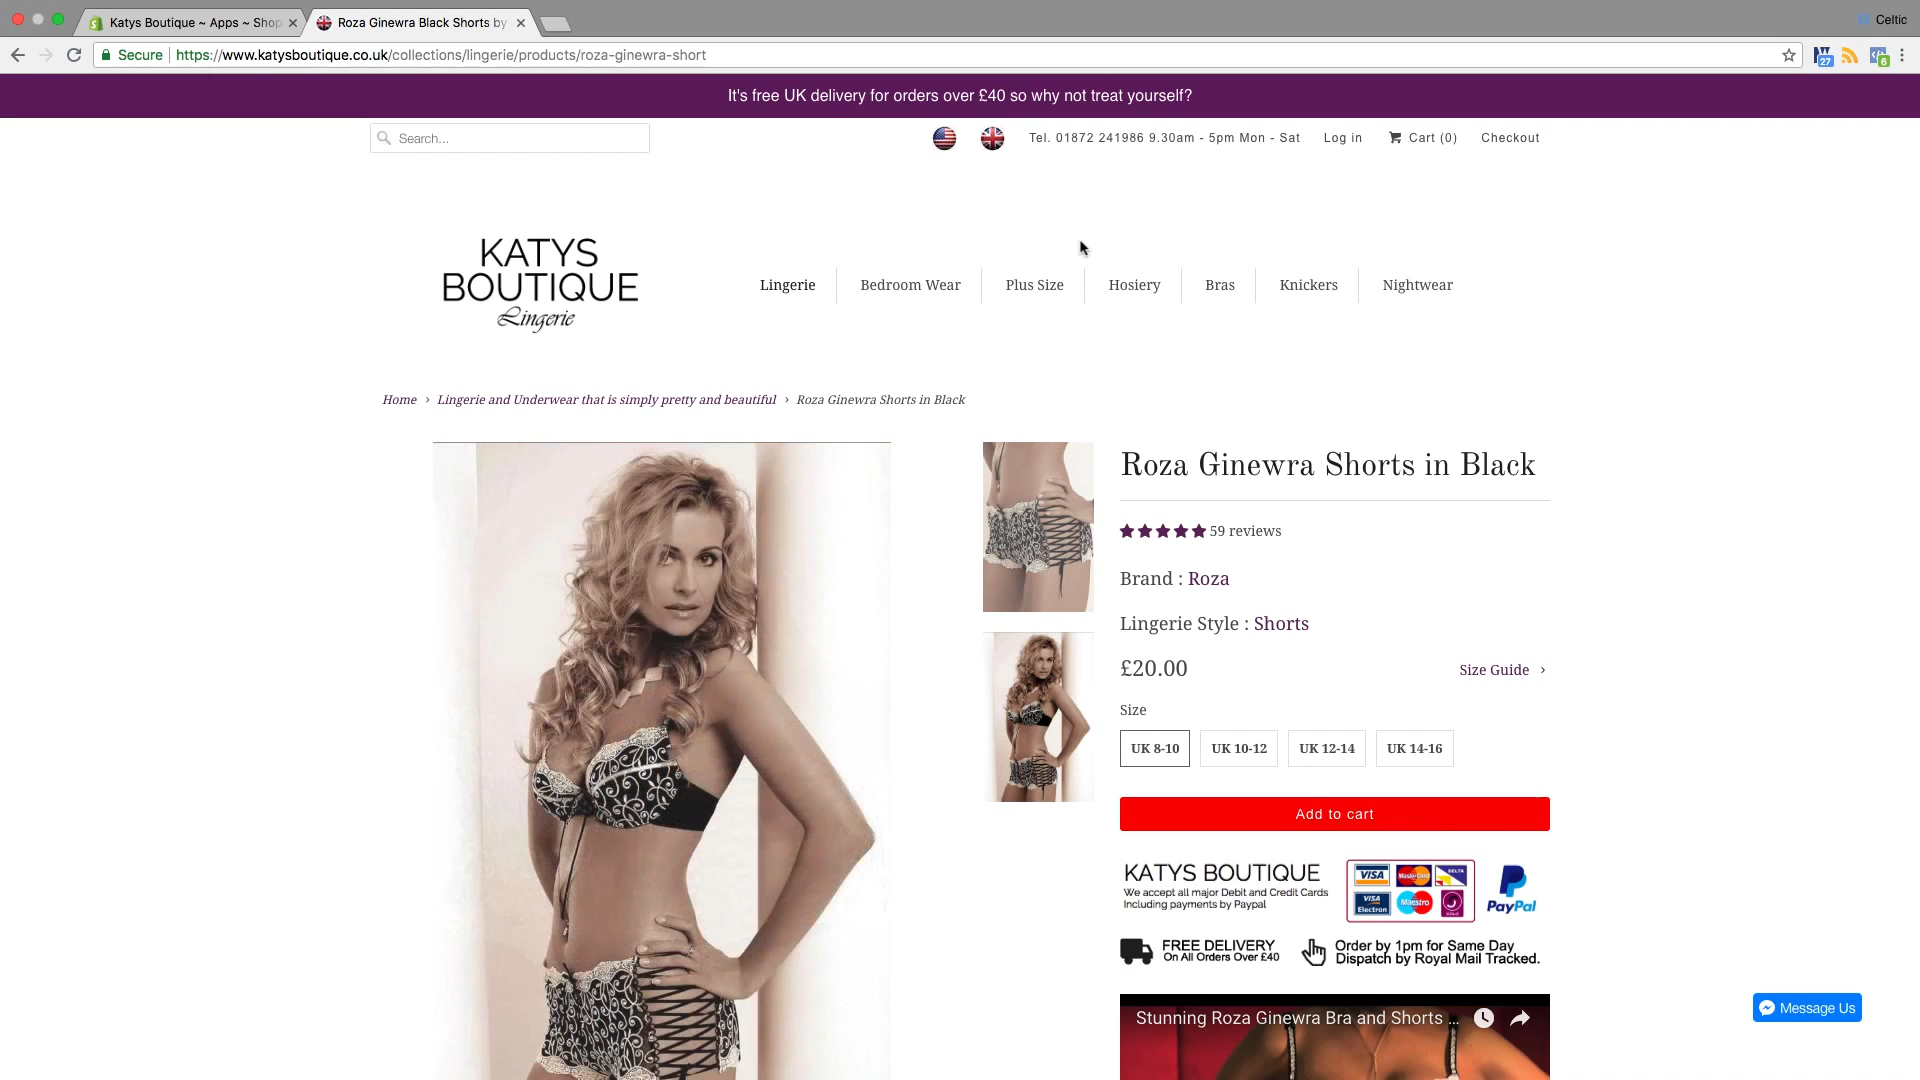 Katys Boutique ~ Apps ~ Shop
Roza Ginewra Black Shorts by
Celtic
Secure
https://www.katysboutique.co.uk/collections/lingerie/products/roza-ginewra-short
27
6
It's free UK delivery for orders over £40 so why not treat yourself?
Search...
Tel. 01872 241986 9.30am - 5pm Mon - Sat
Log in
Cart (0)
Checkout
KATYS
BOUTIQUE
Lingerie
Lingerie
Bedroom Wear
Plus Size
Hosiery
Bras
Knickers
Nightwear
Home › Lingerie and Underwear that is simply pretty and beautiful › Roza Ginewra Shorts in Black
Roza Ginewra Shorts in Black
59 reviews
Brand : Roza
Lingerie Style : Shorts
£20.00
Size Guide ›
Size
UK 8-10
UK 10-12
UK 12-14
UK 14-16
Add to cart
KATYS BOUTIQUE
We accept all major Debit and Credit Cards
Including payments by Paypal
VISA
MasterCard
DELTA
VISA
Electron
Maestro
SOLO
PayPal
FREE DELIVERY
On All Orders Over £40
Order by 1pm for Same Day
Dispatch by Royal Mail Tracked.
Stunning Roza Ginewra Bra and Shorts ...
Message Us